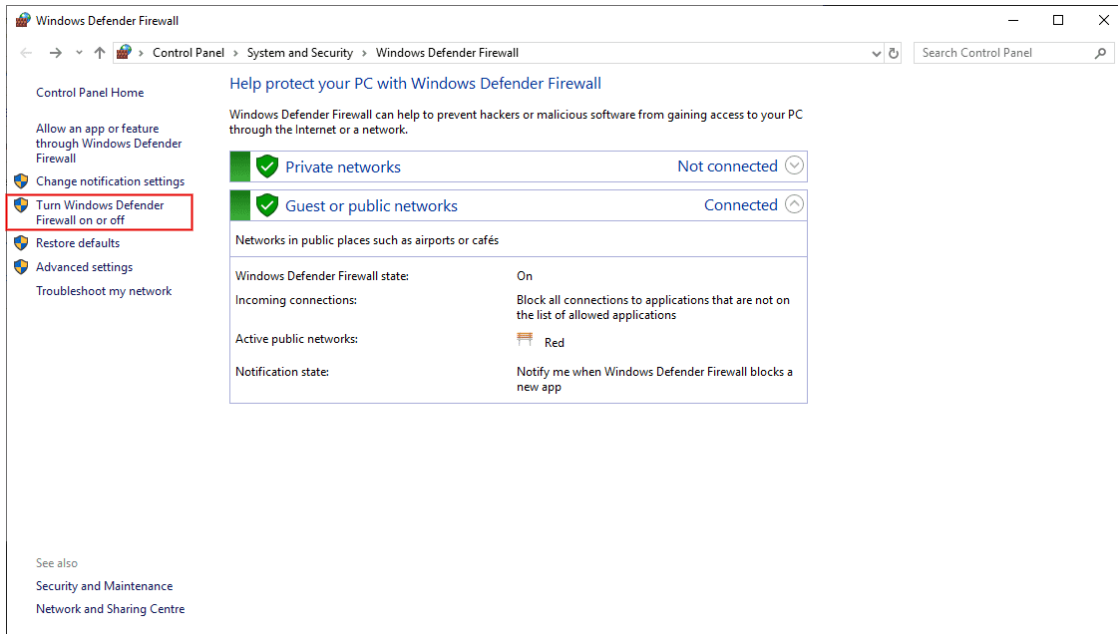 Windows Defender Firewall
Control Panel > System and Security > Windows Defender Firewall
Search Control Panel
Control Panel Home
Allow an app or feature
through Windows Defender
Firewall
Change notification settings
Turn Windows Defender
Firewall on or off
Restore defaults
Advanced settings
Troubleshoot my network
Help protect your PC with Windows Defender Firewall
Windows Defender Firewall can help to prevent hackers or malicious software from gaining access to your PC
through the Internet or a network.
Private networks Not connected
Guest or public networks Connected
Networks in public places such as airports or cafés
Windows Defender Firewall state: On
Incoming connections: Block all connections to applications that are not on
the list of allowed applications
Active public networks: Red
Notification state: Notify me when Windows Defender Firewall blocks a
new app
See also
Security and Maintenance
Network and Sharing Centre